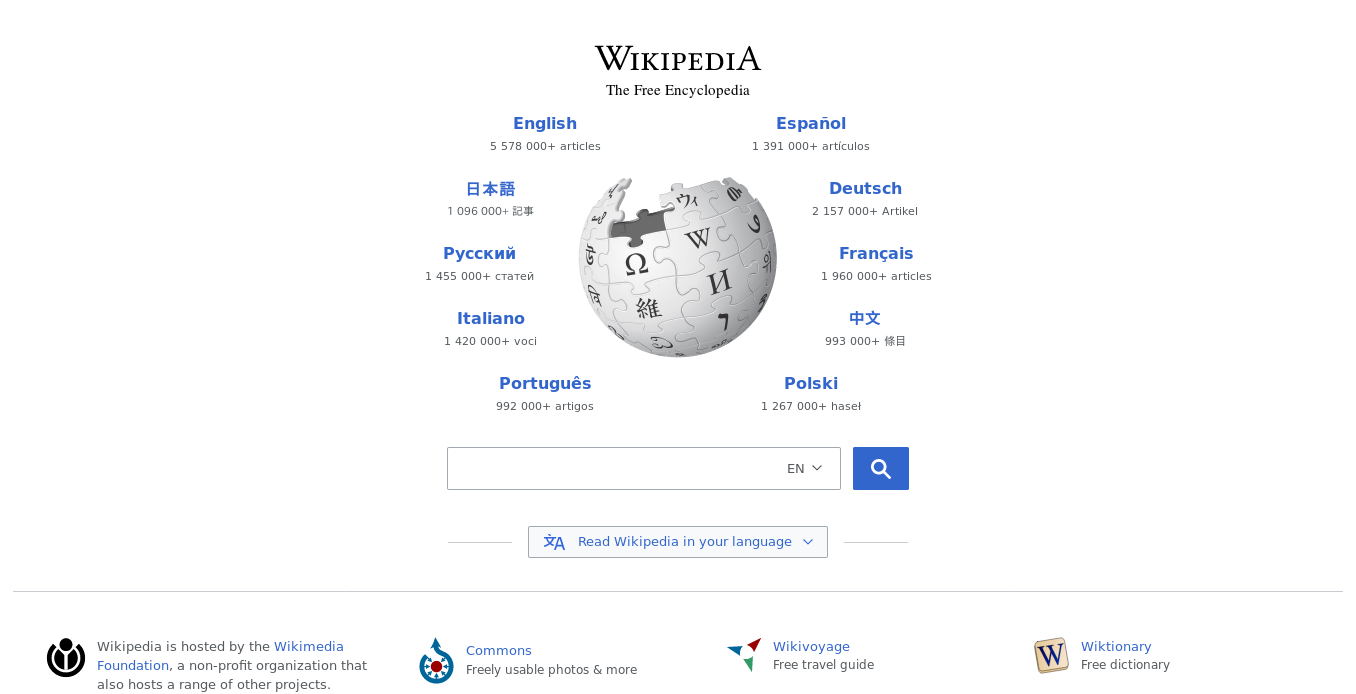 WIKIPEDIA
The Free Encyclopedia
English
5 578 000+ articles
Español
1 391 000+ artículos
日本語
1 096 000+ 記事
Deutsch
2 157 000+ Artikel
Русский
1 455 000+ статей
Français
1 960 000+ articles
Italiano
1 420 000+ voci
中文
993 000+ 條目
Português
992 000+ artigos
Polski
1 267 000+ haseł
Ω
W
И
維
ウィ
EN
Read Wikipedia in your language
Wikipedia is hosted by the Wikimedia
Foundation, a non-profit organization that
also hosts a range of other projects.
Commons
Freely usable photos & more
Wikivoyage
Free travel guide
W
Wiktionary
Free dictionary